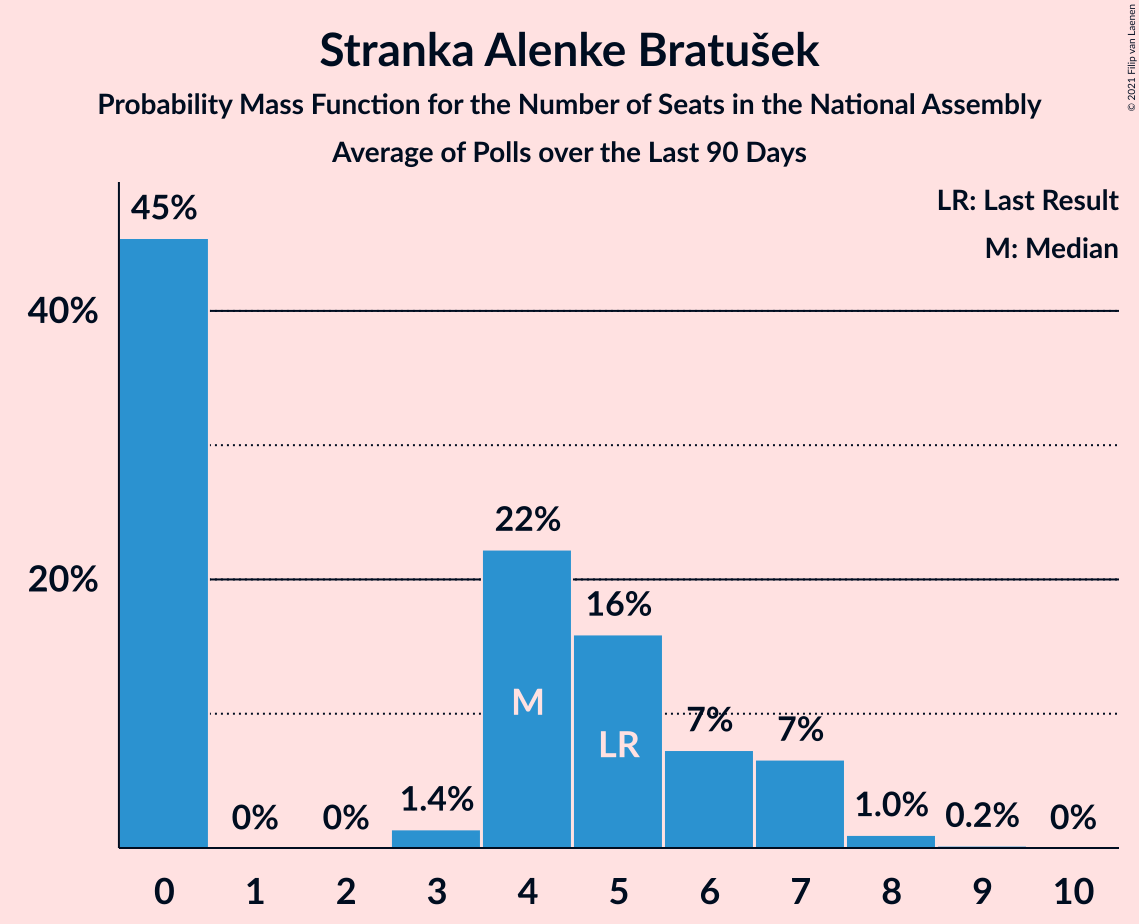 Stranka Alenke Bratušek
Probability Mass Function for the Number of Seats in the National Assembly
Average of Polls over the Last 90 Days
© 2021 Filip van Laenen
LR: Last Result
M: Median
45%
40%
22%
20%
16%
M
LR
7%
7%
1.4%
1.0%
0.2%
0%
0%
0%
0 1 2 3 4 5 6 7 8 9 10